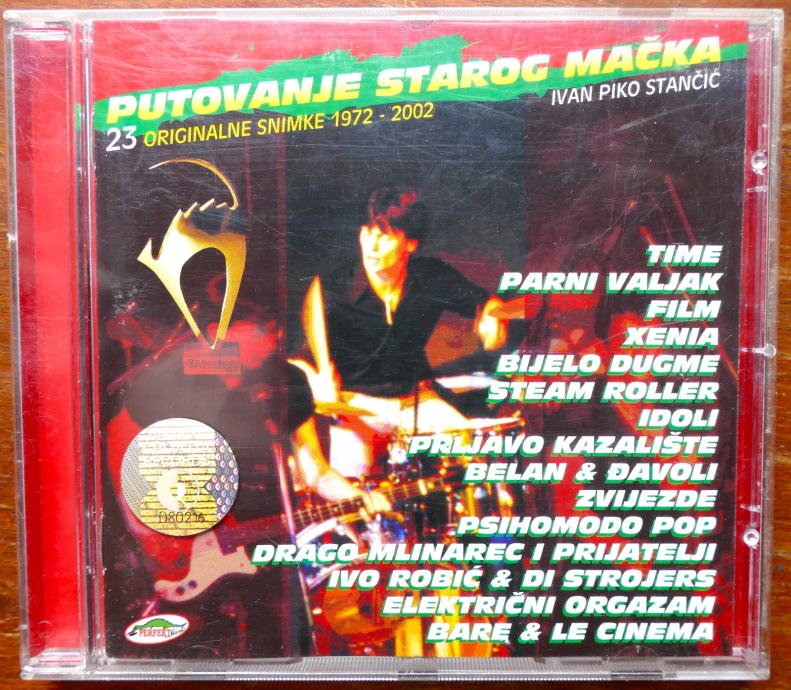 PUTOVANJE STAROG MAČKA
IVAN PIKO STANČIĆ
23 ORIGINALNE SNIMKE 1972 - 2002
TIME
PARNI VALJAK
FILM
XENIA
BIJELO DUGME
STEAM ROLLER
IDOLI
PRLJAVO KAZALIŠTE
BELAN & ĐAVOLI
ZVIJEZDE
PSIHOMODO POP
DRAGO MLINAREC I PRIJATELJI
IVO ROBIĆ & DI STROJERS
ELEKTRIČNI ORGAZAM
BARE & LE CINEMA
PERFEKT